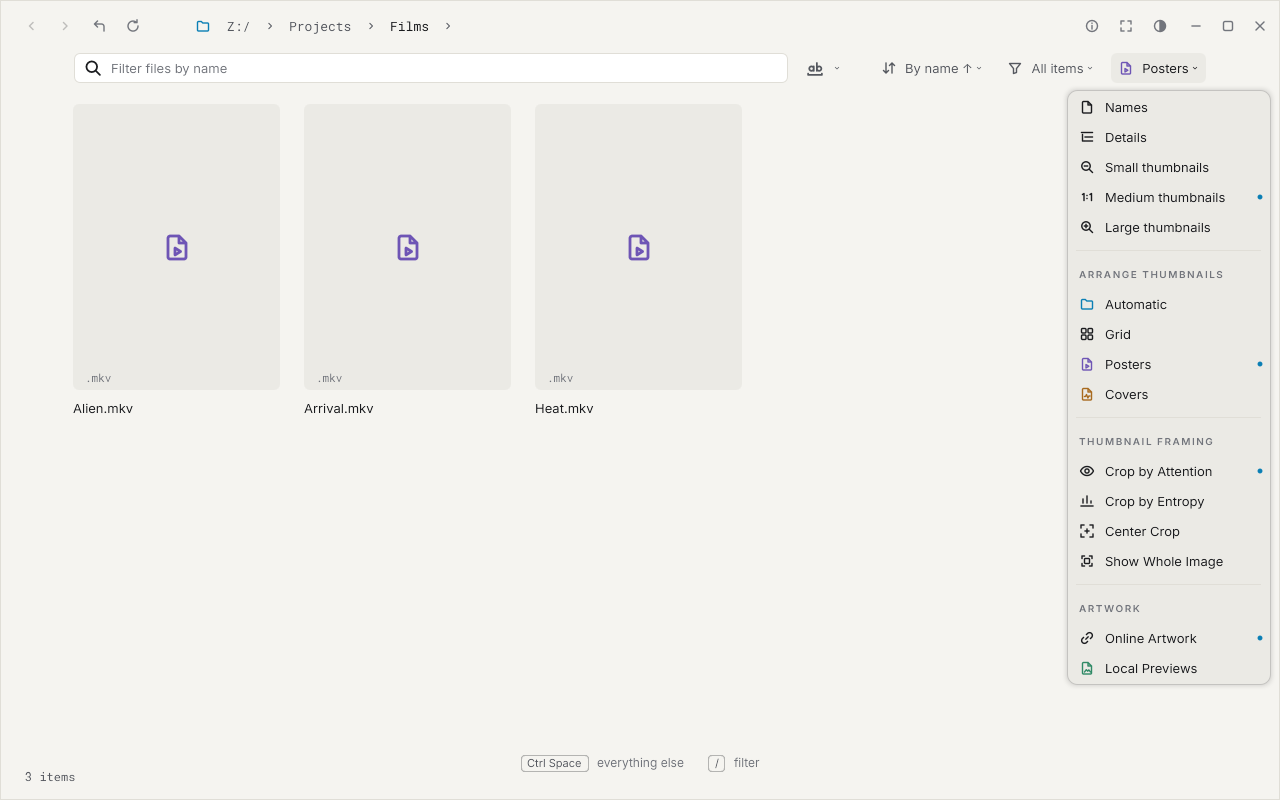 Z:/ Projects Films
Filter files by name
ab
By name ↑
All items
Posters
.mkv
.mkv
.mkv
Alien.mkv
Arrival.mkv
Heat.mkv
Names
Details
Small thumbnails
1:1 Medium thumbnails
Large thumbnails
ARRANGE THUMBNAILS
Automatic
Grid
Posters
Covers
THUMBNAIL FRAMING
Crop by Attention
Crop by Entropy
Center Crop
Show Whole Image
ARTWORK
Online Artwork
Local Previews
Ctrl Space everything else / filter
3 items